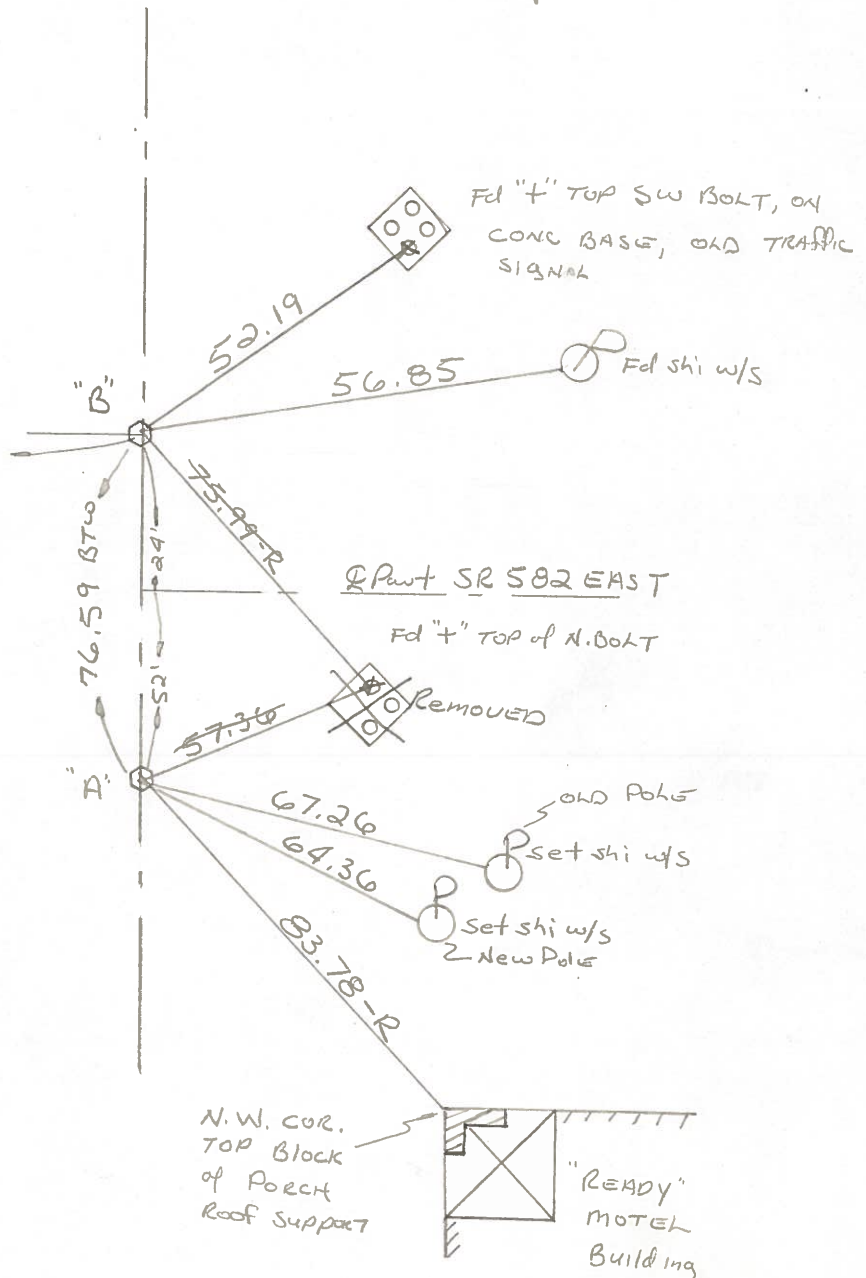 Fd "+" TOP SW BOLT, ON
CONC BASE, OLD TRAFFIC
SIGNAL
52.19
56.85
Fd shi w/s
"B"
75.99-R
24'
76.59 BTW
℄ Pavt SR 582 EAST
Fd "+" TOP of N. BOLT
52'
57.36
Removed
"A"
67.26
OLD POLE
Set shi w/s
64.36
Set shi w/s
New Pole
83.78-R
N.W. COR.
TOP BLOCK
of PORCH
Roof Support
"READY"
MOTEL
Building